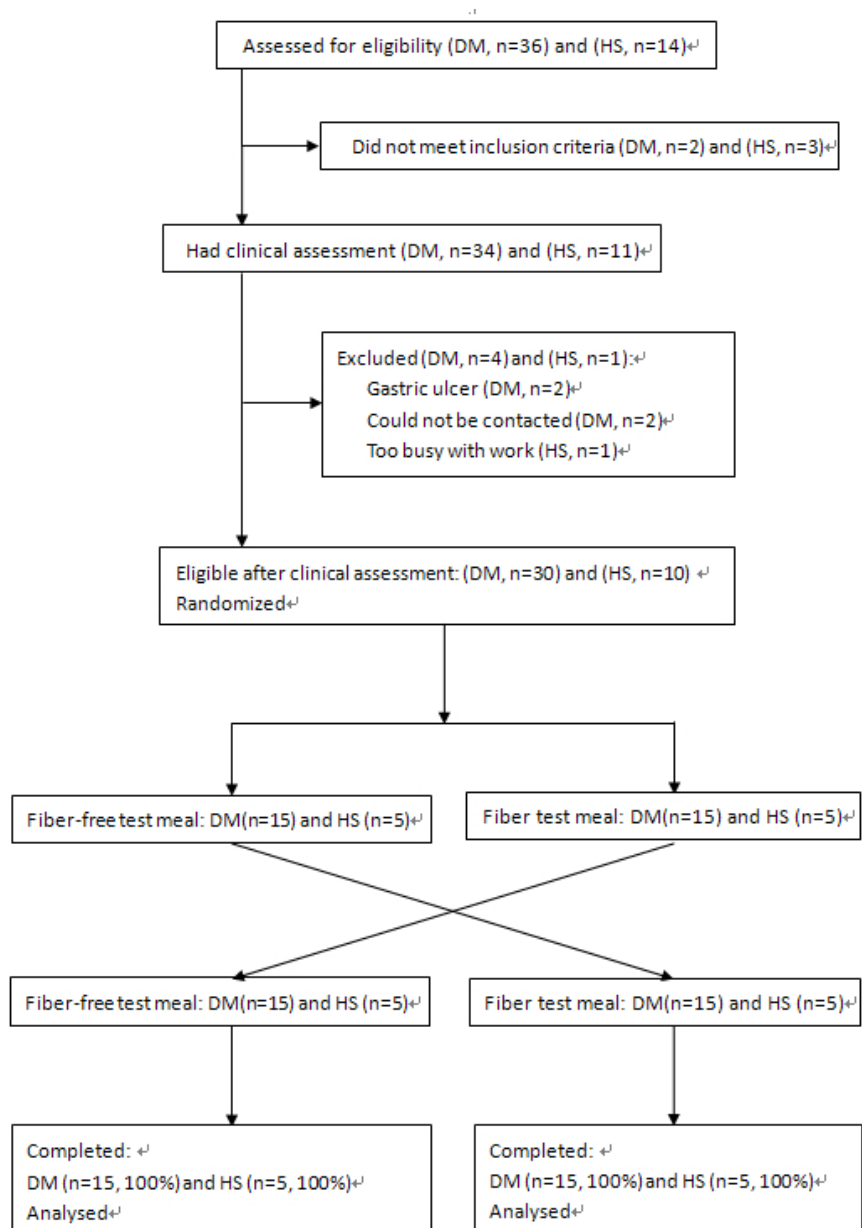 Assessed for eligibility (DM, n=36) and (HS, n=14)↵
Did not meet inclusion criteria (DM, n=2) and (HS, n=3)↵
Had clinical assessment (DM, n=34) and (HS, n=11)↵
Excluded (DM, n=4) and (HS, n=1):↵
Gastric ulcer (DM, n=2)↵
Could not be contacted (DM, n=2)↵
Too busy with work (HS, n=1)↵
Eligible after clinical assessment: (DM, n=30) and (HS, n=10) ↵
Randomized↵
Fiber-free test meal: DM(n=15) and HS (n=5)↵
Fiber test meal: DM(n=15) and HS (n=5)↵
Fiber-free test meal: DM(n=15) and HS (n=5)↵
Fiber test meal: DM(n=15) and HS (n=5)↵
Completed: ↵
DM (n=15, 100%) and HS (n=5, 100%)↵
Analysed↵
Completed: ↵
DM (n=15, 100%) and HS (n=5, 100%)↵
Analysed↵